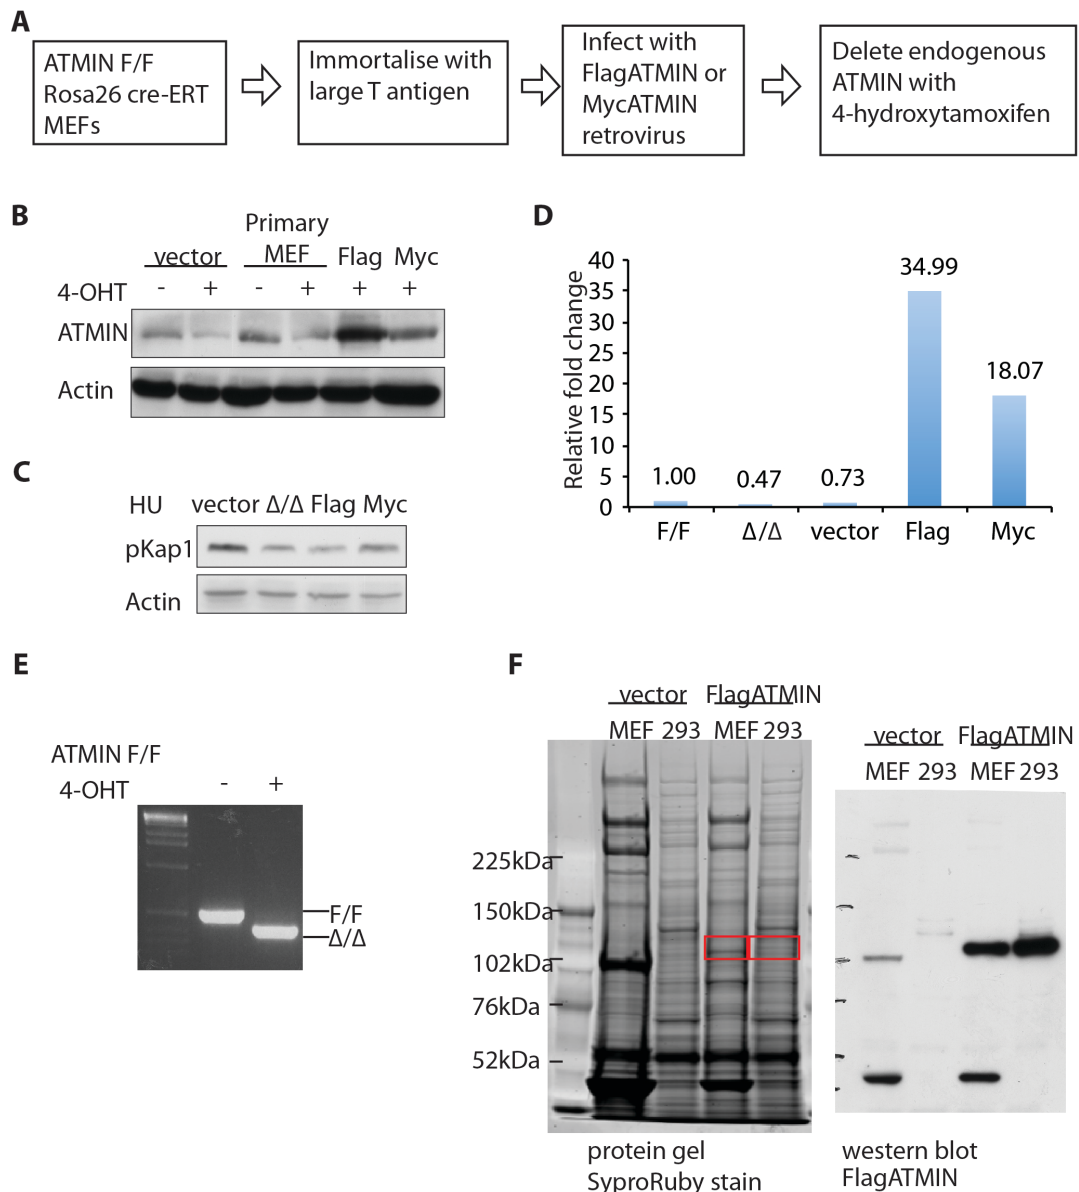 A
ATMIN F/F
Rosa26 cre-ERT
MEFs
Immortalise with
large T antigen
Infect with
FlagATMIN or
MycATMIN
retrovirus
Delete endogenous
ATMIN with
4-hydroxytamoxifen
B
Primary
vector MEF Flag Myc
4-OHT - + - + + +
ATMIN
Actin
C
HU vector Δ/Δ Flag Myc
pKap1
Actin
D
Relative fold change
40
35
30
25
20
15
10
5
0
1.00 0.47 0.73 34.99 18.07
F/F Δ/Δ vector Flag Myc
E
ATMIN F/F
4-OHT - +
F/F
Δ/Δ
F
vector FlagATMIN
MEF 293 MEF 293
225kDa
150kDa
102kDa
76kDa
52kDa
protein gel
SyproRuby stain
vector FlagATMIN
MEF 293 MEF 293
western blot
FlagATMIN